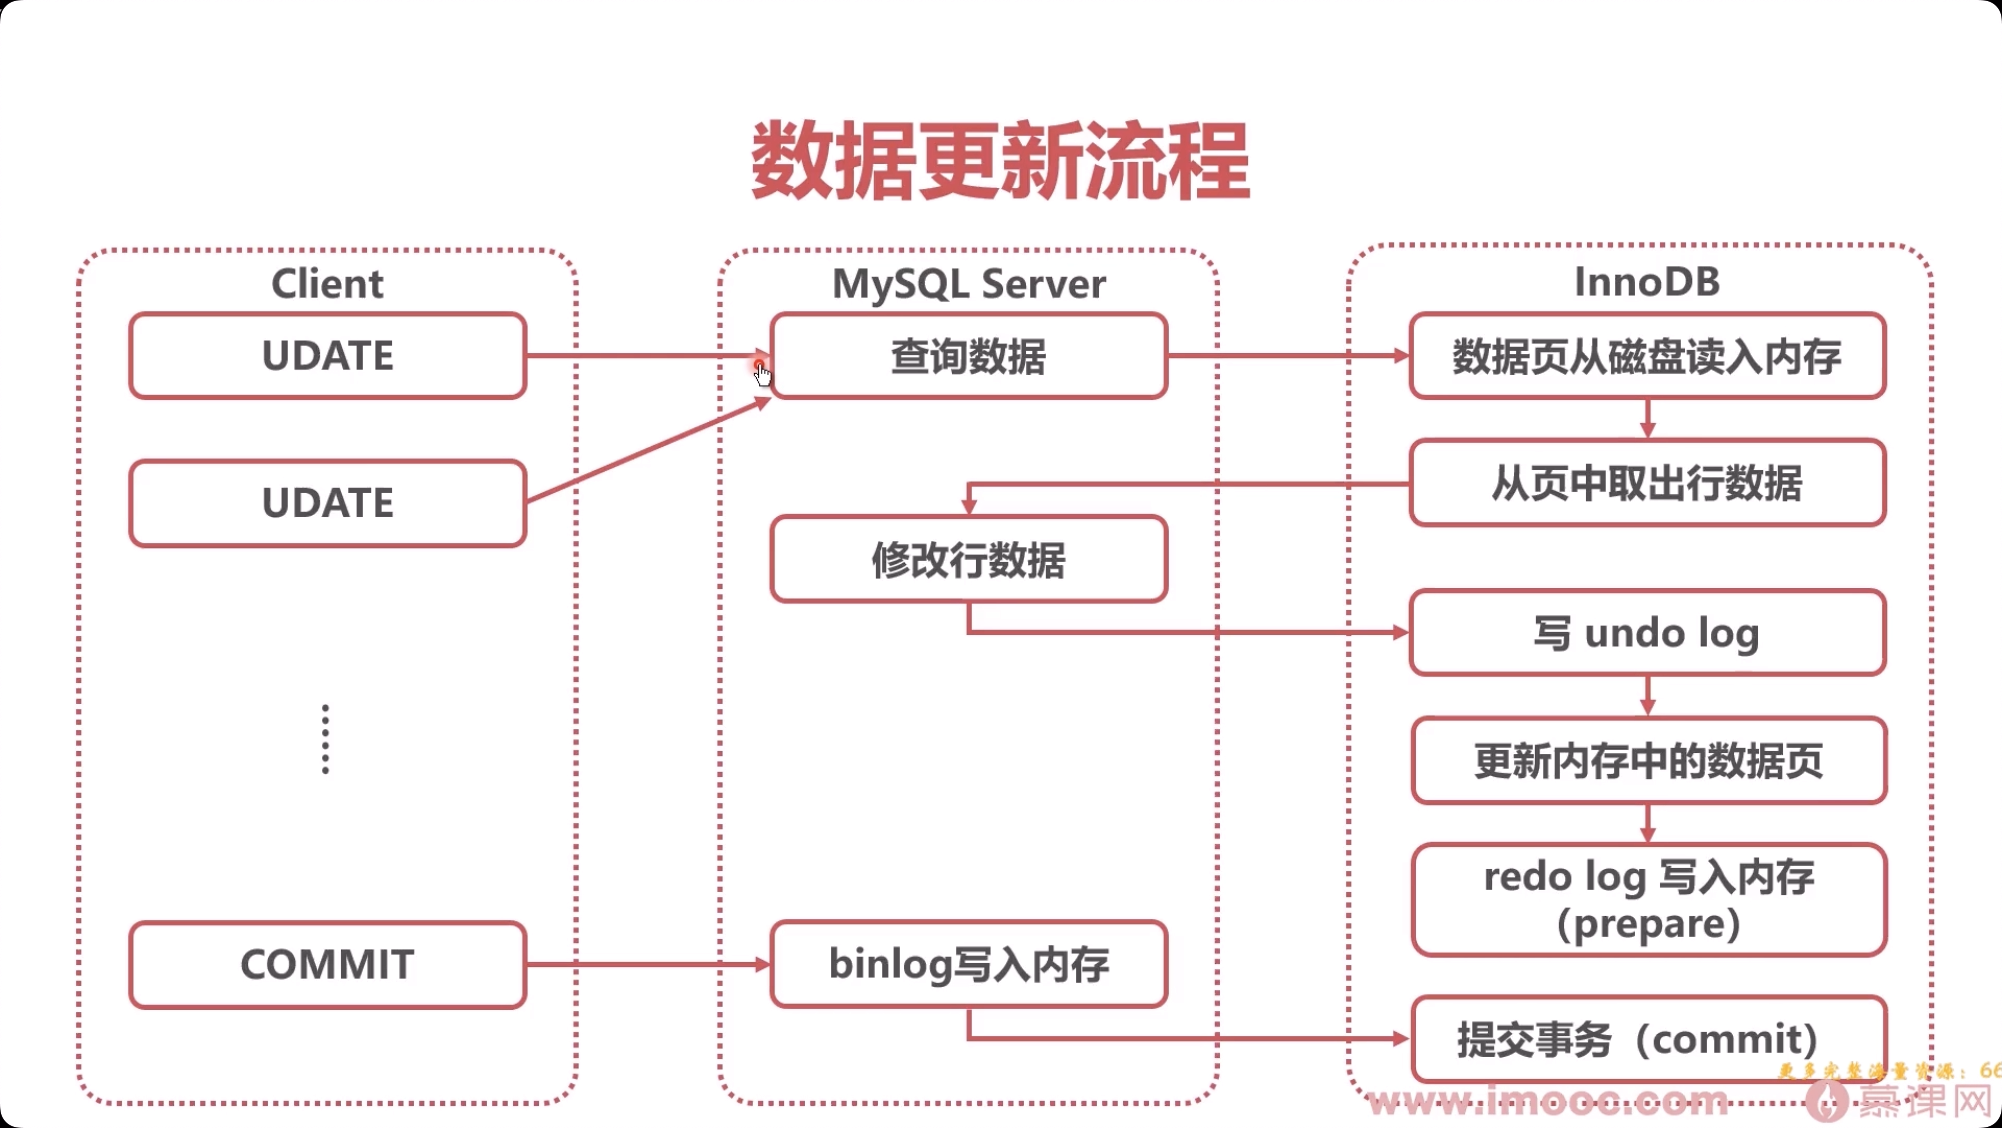 数据更新流程
Client
UDATE
UDATE
COMMIT
MySQL Server
查询数据
修改行数据
binlog写入内存
InnoDB
数据页从磁盘读入内存
从页中取出行数据
写 undo log
更新内存中的数据页
redo log 写入内存
(prepare)
提交事务（commit）
更多完整海量资源：66
www.imooc.com
慕课网